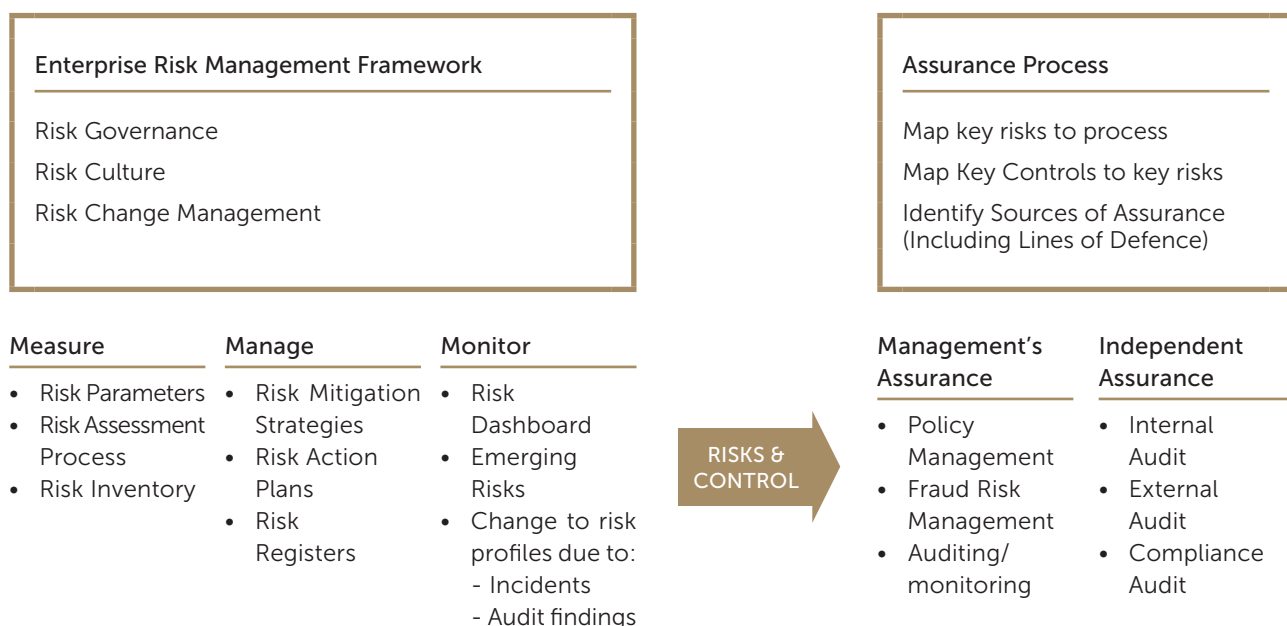 Enterprise Risk Management Framework
Risk Governance
Risk Culture
Risk Change Management
Assurance Process
Map key risks to process
Map Key Controls to key risks
Identify Sources of Assurance
(Including Lines of Defence)
Measure
• Risk Parameters
• Risk Assessment
Process
• Risk Inventory
Manage
• Risk Mitigation
Strategies
• Risk Action
Plans
• Risk
Registers
Monitor
• Risk
Dashboard
• Emerging
Risks
• Change to risk
profiles due to:
- Incidents
- Audit findings
RISKS &
CONTROL
Management's
Assurance
• Policy
Management
• Fraud Risk
Management
• Auditing/
monitoring
Independent
Assurance
• Internal
Audit
• External
Audit
• Compliance
Audit